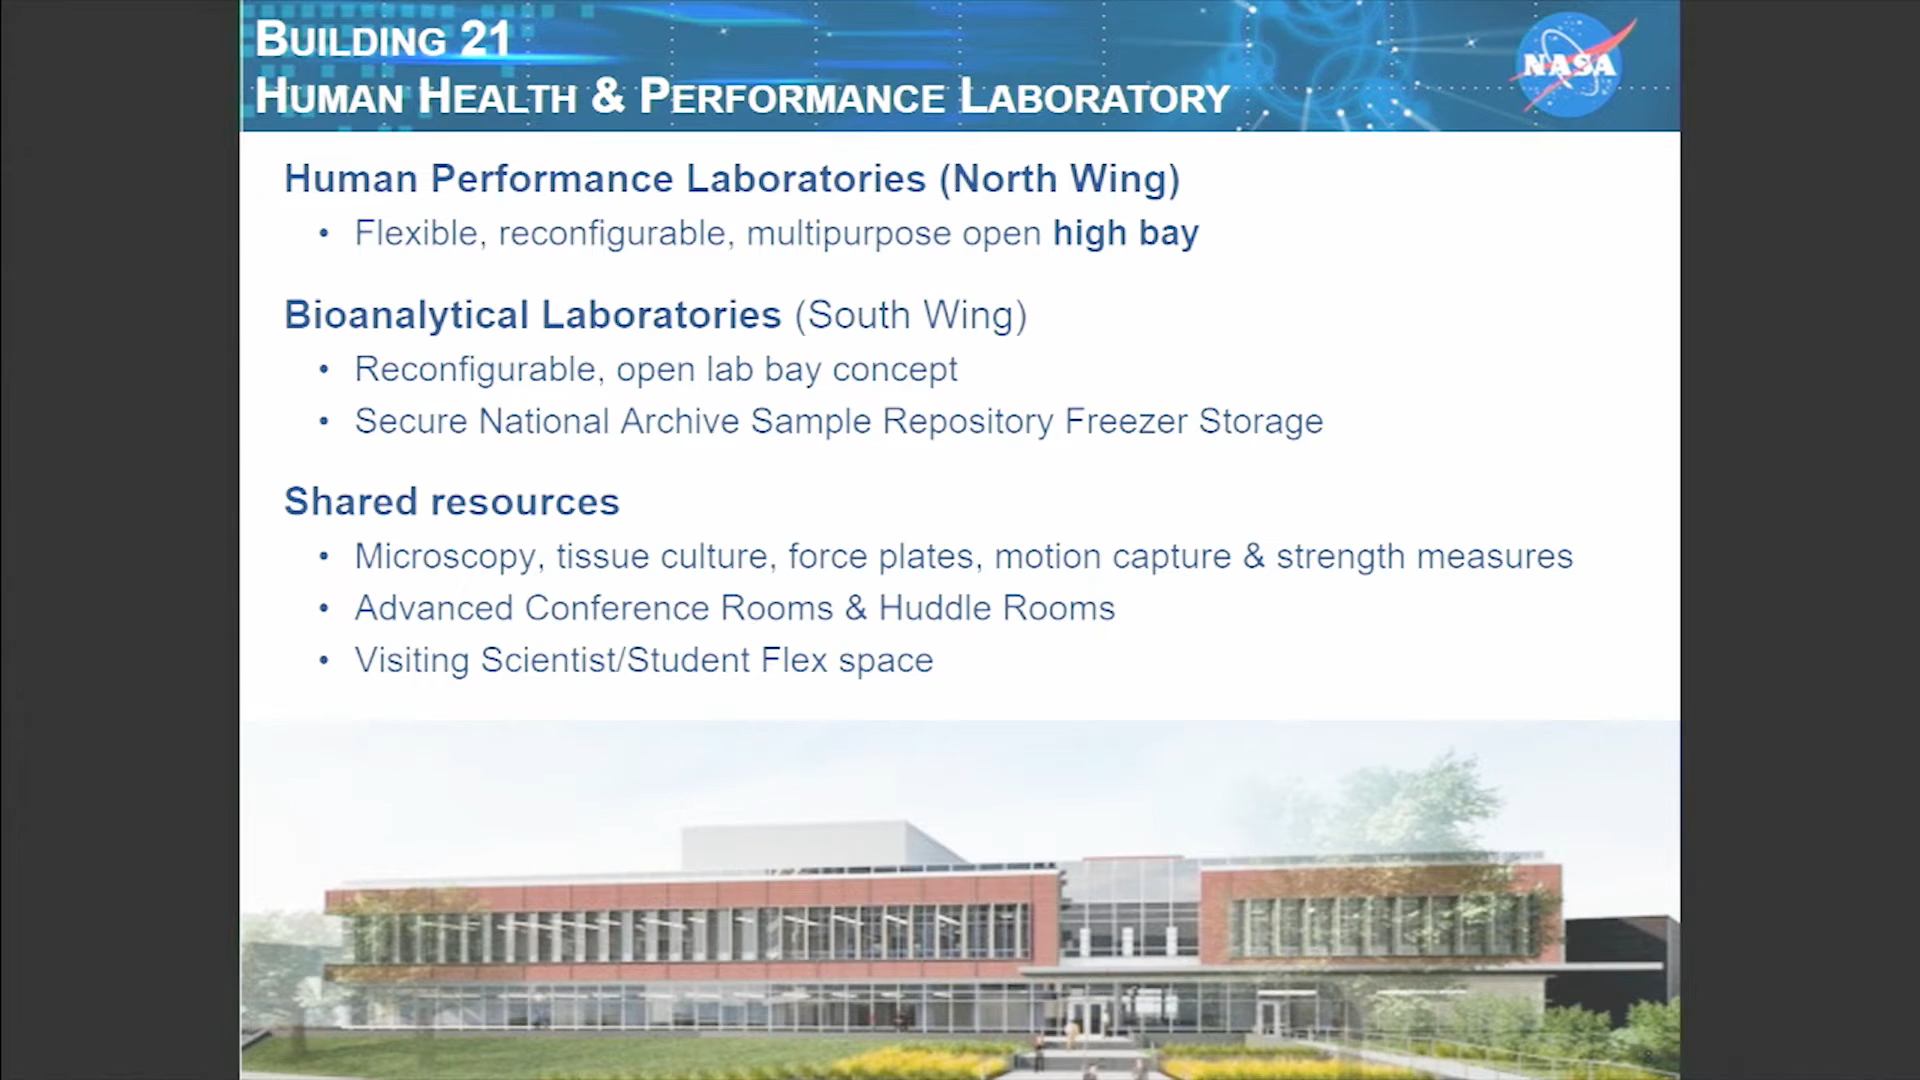 BUILDING 21
HUMAN HEALTH & PERFORMANCE LABORATORY
NASA
Human Performance Laboratories (North Wing)
• Flexible, reconfigurable, multipurpose open high bay
Bioanalytical Laboratories (South Wing)
• Reconfigurable, open lab bay concept
• Secure National Archive Sample Repository Freezer Storage
Shared resources
• Microscopy, tissue culture, force plates, motion capture & strength measures
• Advanced Conference Rooms & Huddle Rooms
• Visiting Scientist/Student Flex space